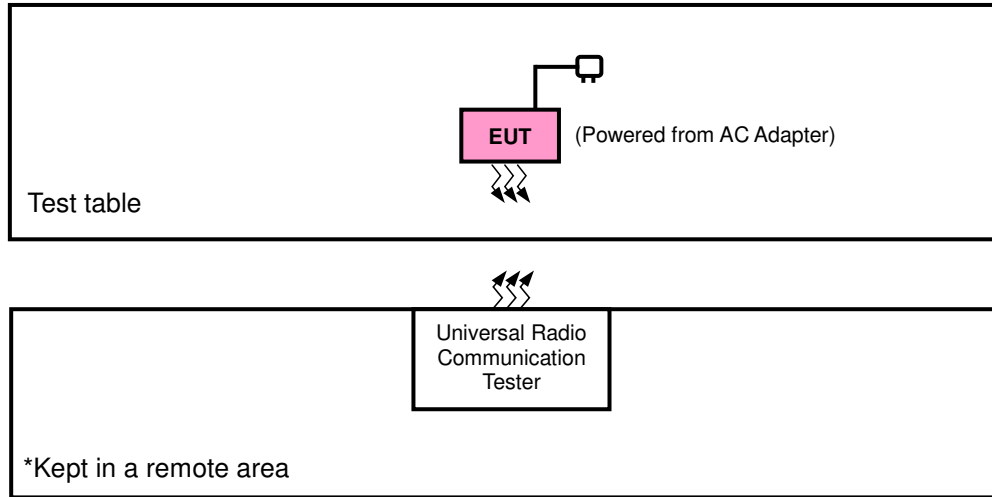 EUT
(Powered from AC Adapter)
Test table
Universal Radio
Communication
Tester
*Kept in a remote area